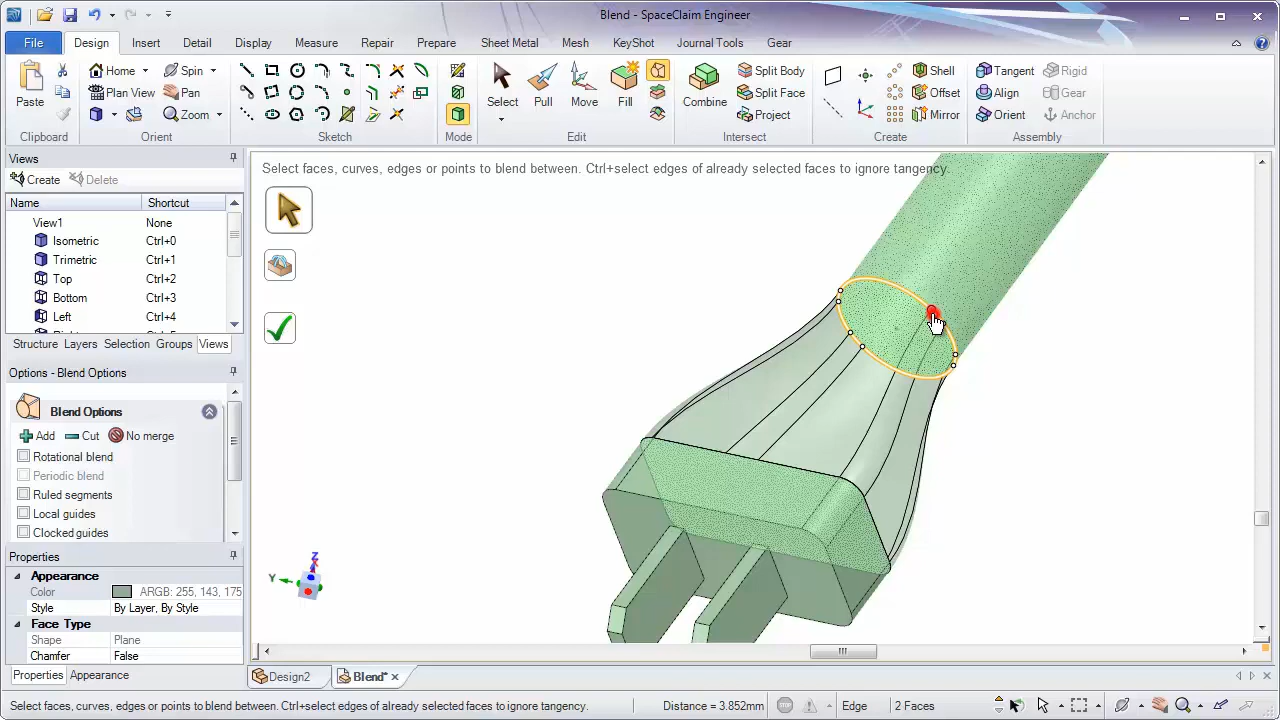 Blend - SpaceClaim Engineer
File Design Insert Detail Display Measure Repair Prepare Sheet Metal Mesh KeyShot Journal Tools Gear
Paste
Home Spin
Plan View Pan
Zoom
Select Pull Move Fill
Combine
Split Body
Split Face
Project
Shell
Offset
Mirror
Tangent Rigid
Align Gear
Orient Anchor
Clipboard Orient Sketch Mode Edit Intersect Create Assembly
Views
Create Delete
Name Shortcut
View1 None
Isometric Ctrl+0
Trimetric Ctrl+1
Top Ctrl+2
Bottom Ctrl+3
Left Ctrl+4
Structure Layers Selection Groups Views
Options - Blend Options
Blend Options
Add Cut No merge
Rotational blend
Periodic blend
Ruled segments
Local guides
Clocked guides
Properties
Appearance
Color ARGB: 255, 143, 175
Style By Layer, By Style
Face Type
Shape Plane
Chamfer False
Properties Appearance
Select faces, curves, edges or points to blend between. Ctrl+select edges of already selected faces to ignore tangency.
Z
Y
Design2 Blend*
Select faces, curves, edges or points to blend between. Ctrl+select edges of already selected faces to ignore tangency. Distance = 3.852mm Edge 2 Faces